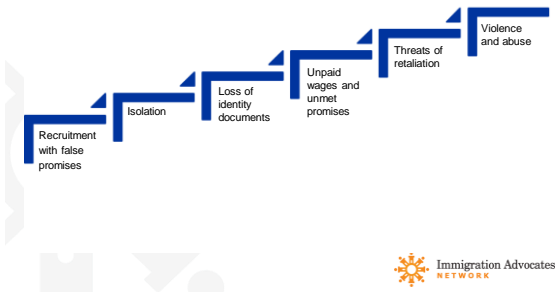 Recruitment
with false
promises
Isolation
Loss of
identity
documents
Unpaid
wages and
unmet
promises
Threats of
retaliation
Violence
and abuse
Immigration Advocates
NETWORK